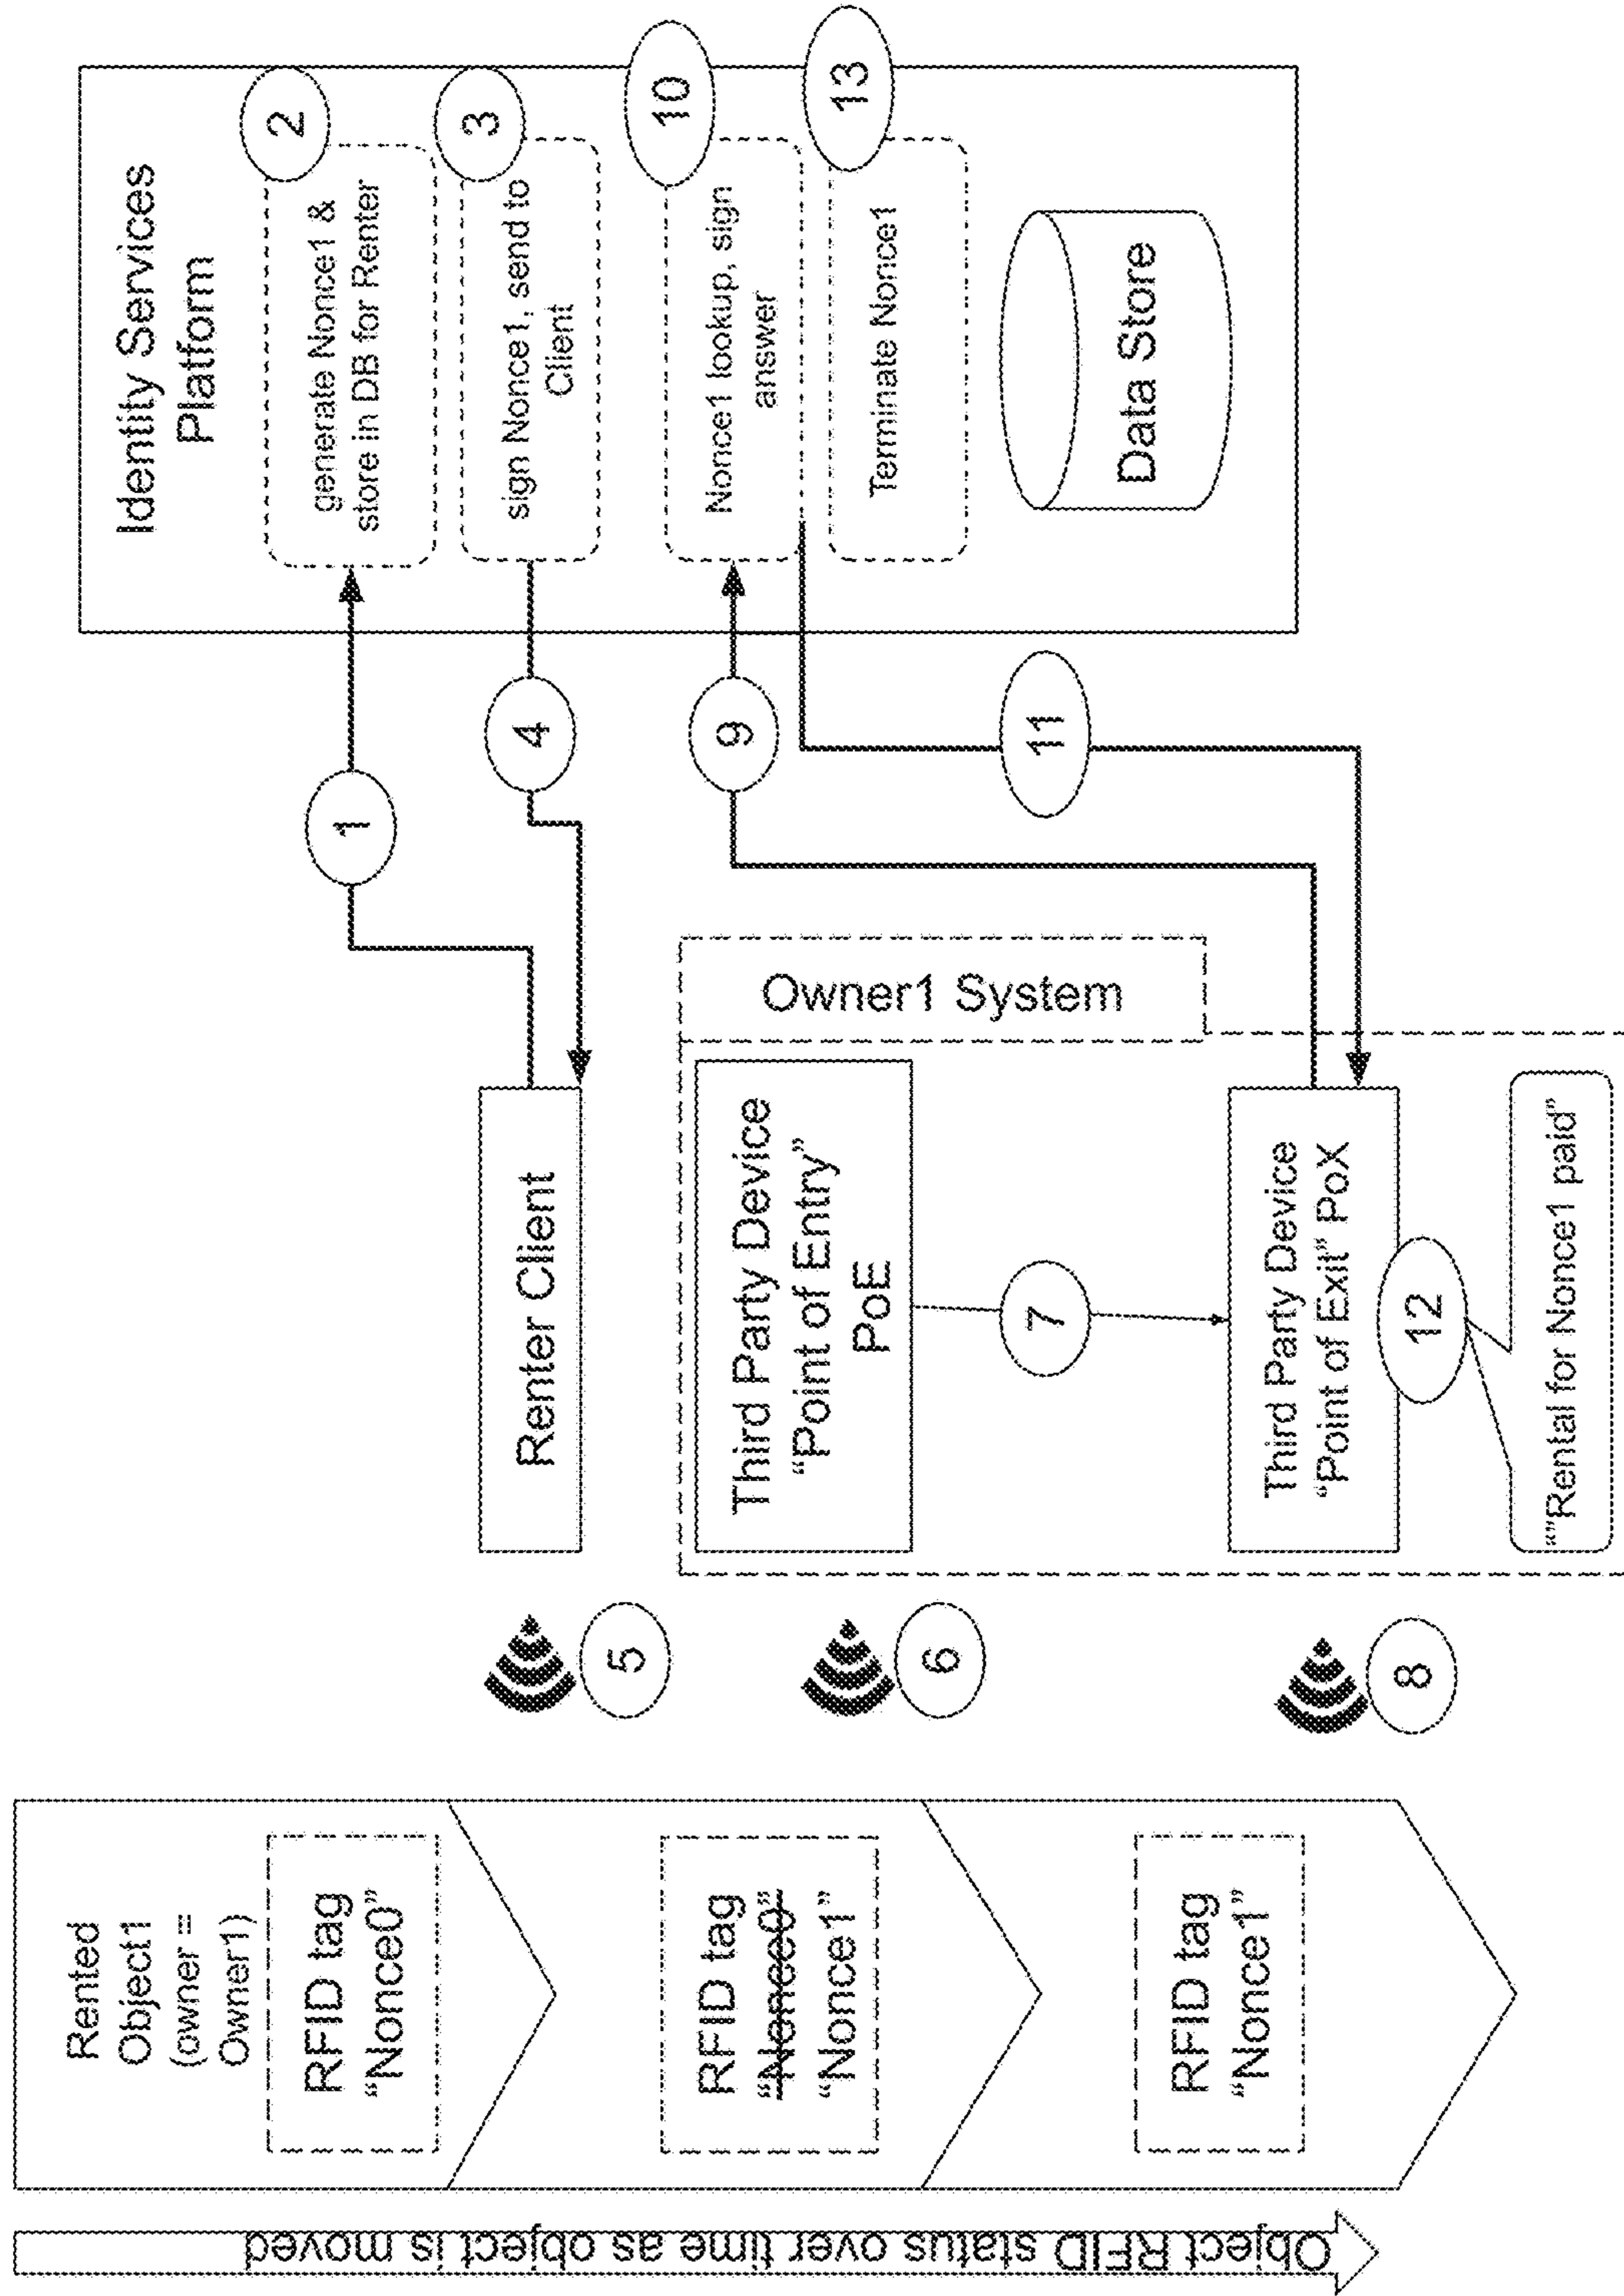 Object RFID status over time as object is moved
Rented
Object1
(owner =
Owner1)
RFID tag
“Nonce0”
RFID tag
“Nonce0”
“Nonce1”
RFID tag
“Nonce1”
5
6
8
Renter Client
Owner1 System
Third Party Device
“Point of Entry”
PoE
7
Third Party Device
“Point of Exit” PoX
12
“”Rental for Nonce1 paid”
1
4
9
11
Identity Services
Platform
2
generate Nonce1 &
store in DB for Renter
3
sign Nonce1, send to
Client
10
Nonce1 lookup, sign
answer
13
Terminate Nonce1
Data Store